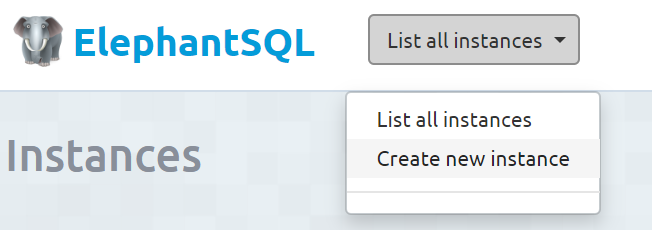 ElephantSQL
List all instances
List all instances
Instances
Create new instance